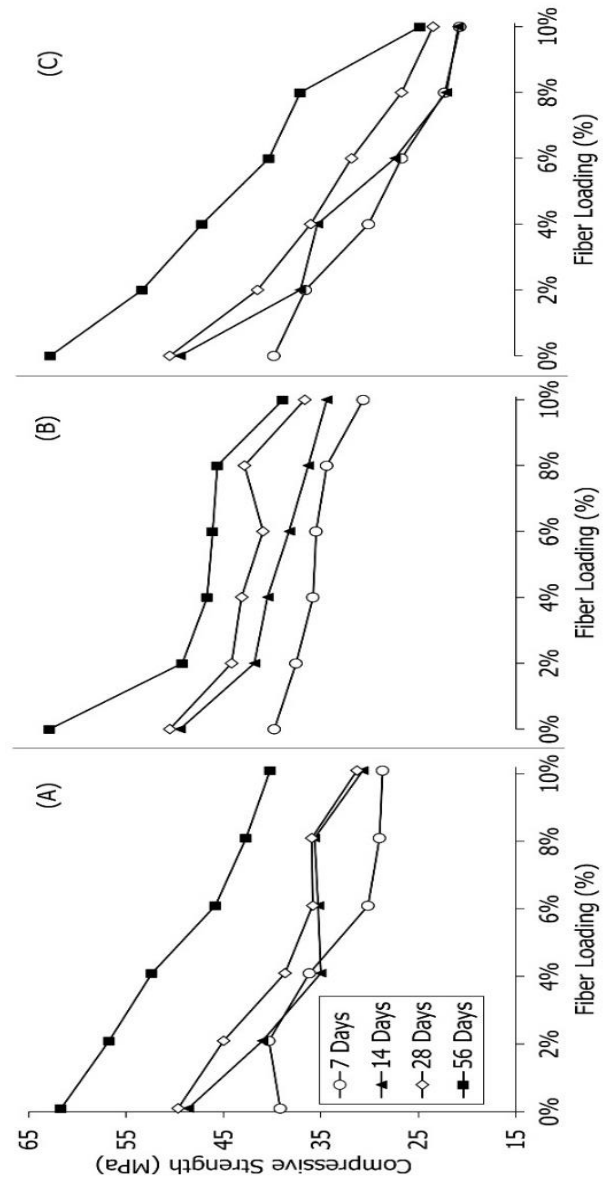 (A)
(B)
(C)
Compressive Strength (MPa)
65
55
45
35
25
15
7 Days
14 Days
28 Days
56 Days
0% 2% 4% 6% 8% 10%
Fiber Loading (%)
0% 2% 4% 6% 8% 10%
Fiber Loading (%)
0% 2% 4% 6% 8% 10%
Fiber Loading (%)